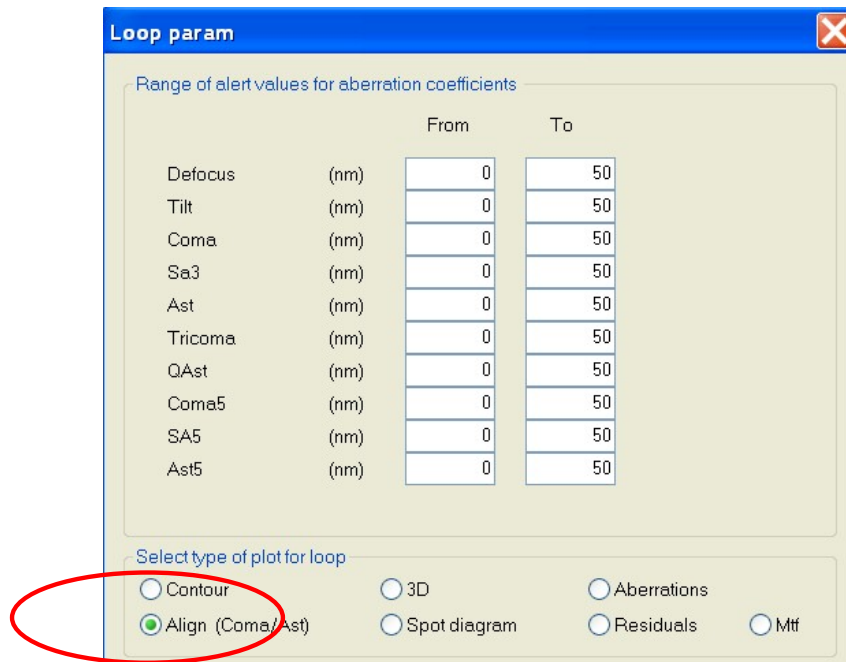 Loop param
Range of alert values for aberration coefficients
From To
Defocus (nm) 0 50
Tilt (nm) 0 50
Coma (nm) 0 50
Sa3 (nm) 0 50
Ast (nm) 0 50
Tricoma (nm) 0 50
QAst (nm) 0 50
Coma5 (nm) 0 50
SA5 (nm) 0 50
Ast5 (nm) 0 50
Select type of plot for loop
Contour 3D Aberrations
Align (Coma/Ast) Spot diagram Residuals Mtf